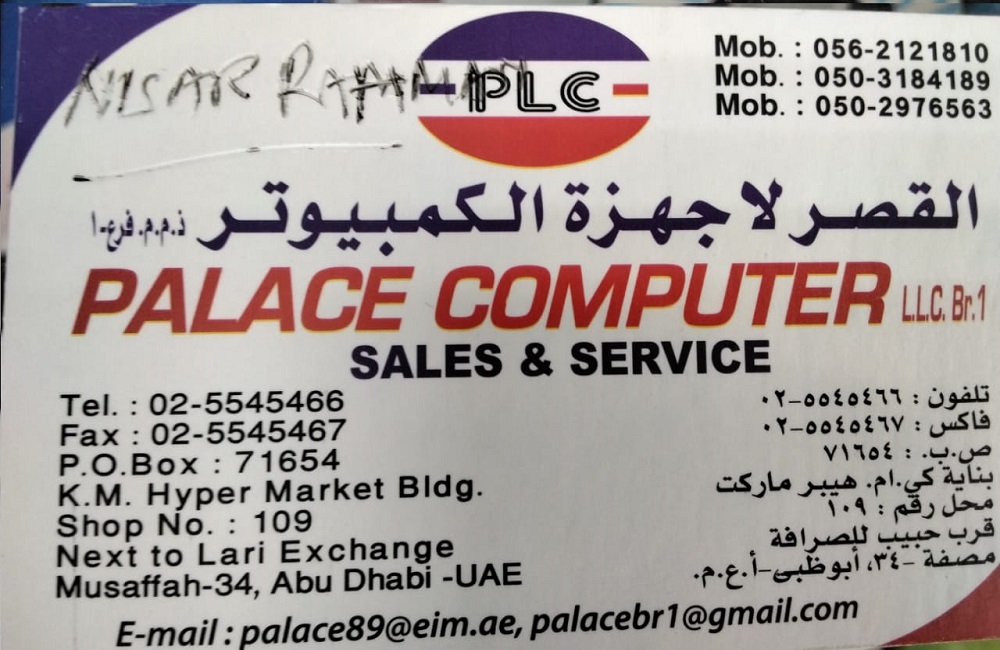 NISAR RAHMAN
PLC
Mob. : 056-2121810
Mob. : 050-3184189
Mob. : 050-2976563
القصر لاجهزة الكمبيوتر ذ.م.م. فرع-١
PALACE COMPUTER L.L.C. Br.1
SALES & SERVICE
Tel. : 02-5545466
Fax : 02-5545467
P.O.Box : 71654
K.M. Hyper Market Bldg.
Shop No. : 109
Next to Lari Exchange
Musaffah-34, Abu Dhabi -UAE
تلفون : ٥٥٤٥٤٦٦-٠٢
فاكس : ٥٥٤٥٤٦٧-٠٢
ص.ب. : ٧١٦٥٤
بناية كي.ام. هيبر ماركت
محل رقم : ١٠٩
قرب حبيب للصرافة
مصفة -٣٤، أبوظبى-أ.ع.م.
E-mail : palace89@eim.ae, palacebr1@gmail.com